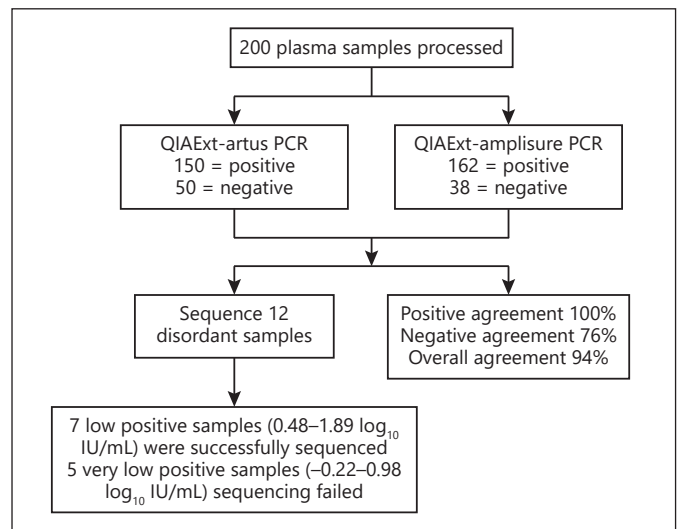 200 plasma samples processed
QIAExt-artus PCR
150 = positive
50 = negative
QIAExt-amplisure PCR
162 = positive
38 = negative
Sequence 12
disordant samples
Positive agreement 100%
Negative agreement 76%
Overall agreement 94%
7 low positive samples (0.48–1.89 log₁₀
IU/mL) were successfully sequenced
5 very low positive samples (–0.22–0.98
log₁₀ IU/mL) sequencing failed